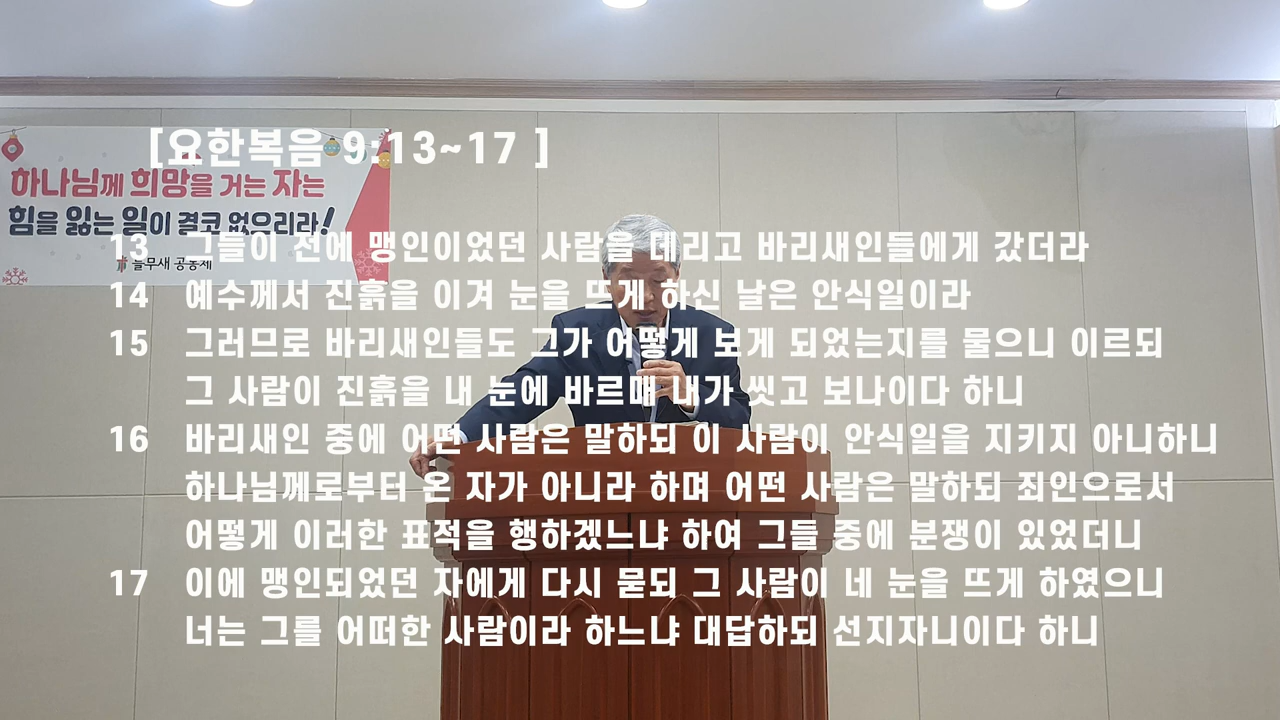 [요한복음 9:13~17 ]
하나님께 희망을 거는 자는
힘을 잃는 일이 결코 없으리라!
늘푸새 공동체
13 그들이 전에 맹인이었던 사람을 데리고 바리새인들에게 갔더라
14 예수께서 진흙을 이겨 눈을 뜨게 하신 날은 안식일이라
15 그러므로 바리새인들도 그가 어떻게 보게 되었는지를 물으니 이르되
그 사람이 진흙을 내 눈에 바르매 내가 씻고 보나이다 하니
16 바리새인 중에 어떤 사람은 말하되 이 사람이 안식일을 지키지 아니하니
하나님께로부터 온 자가 아니라 하며 어떤 사람은 말하되 죄인으로서
어떻게 이러한 표적을 행하겠느냐 하여 그들 중에 분쟁이 있었더니
17 이에 맹인되었던 자에게 다시 묻되 그 사람이 네 눈을 뜨게 하였으니
너는 그를 어떠한 사람이라 하느냐 대답하되 선지자니이다 하니